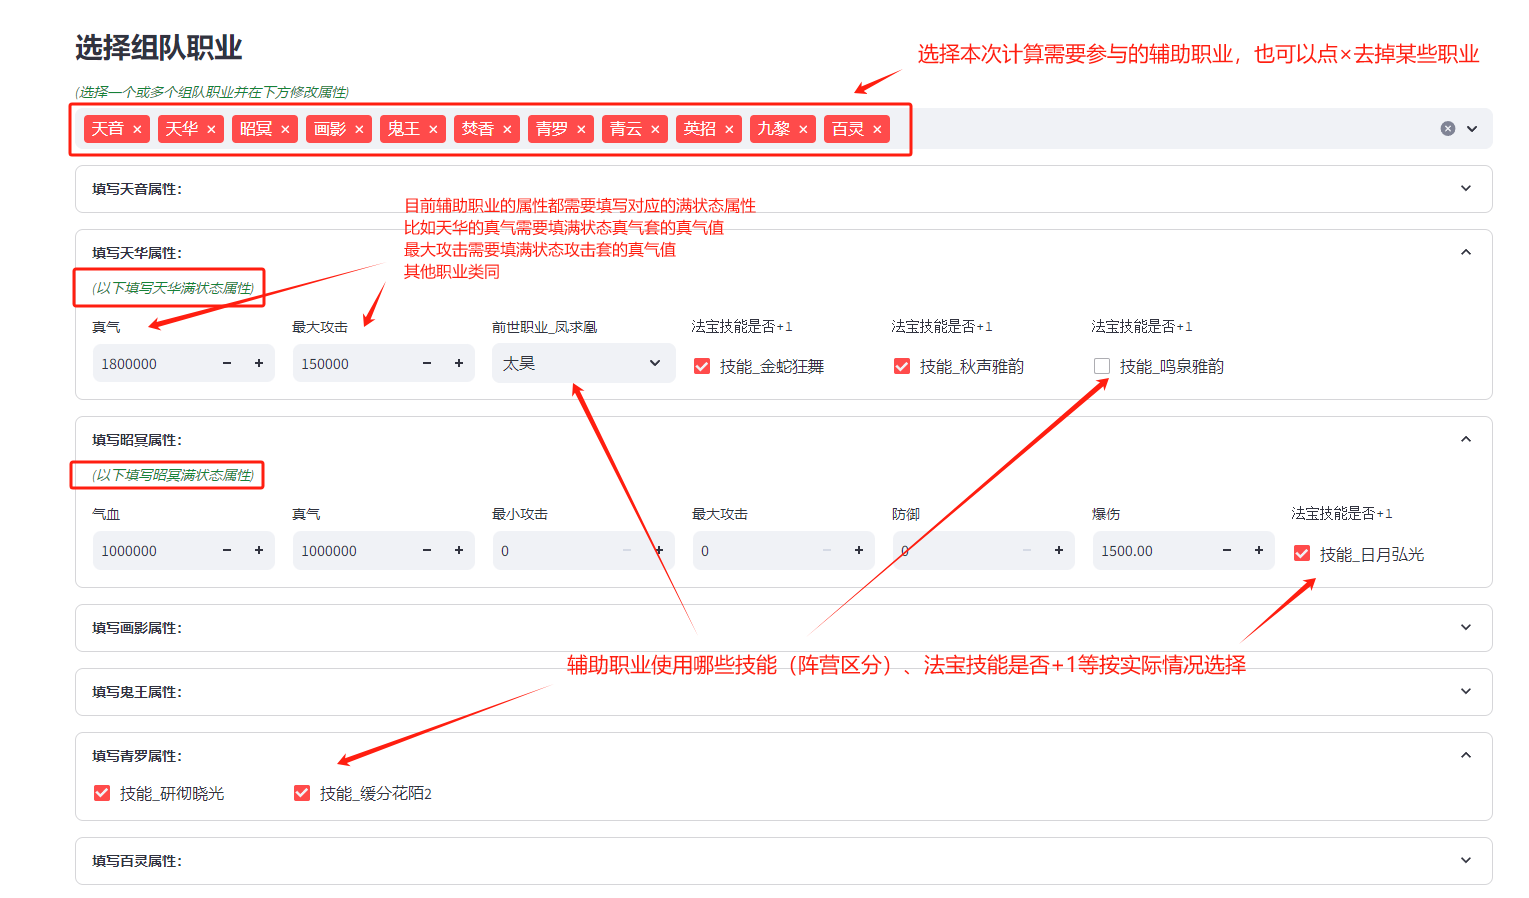 选择组队职业
选择本次计算需要参与的辅助职业，也可以点×去掉某些职业
(选择一个或多个组队职业并在下方修改属性)
天音 × 天华 × 昭冥 × 画影 × 鬼王 × 焚香 × 青罗 × 青云 × 英招 × 九黎 × 百灵 ×
填写天音属性：
目前辅助职业的属性都需要填写对应的满状态属性
比如天华的真气需要填满状态真气套的真气值
最大攻击需要填满状态攻击套的真气值
其他职业类同
填写天华属性：
(以下填写天华满状态属性)
真气 最大攻击 前世职业_凤求凰 法宝技能是否+1 法宝技能是否+1 法宝技能是否+1
1800000 − + 150000 − + 太昊 技能_金蛇狂舞 技能_秋声雅韵 技能_鸣泉雅韵
填写昭冥属性：
(以下填写昭冥满状态属性)
气血 真气 最小攻击 最大攻击 防御 爆伤 法宝技能是否+1
1000000 − + 1000000 − + 0 − + 0 − + 0 − + 1500.00 − + 技能_日月弘光
填写画影属性：
辅助职业使用哪些技能（阵营区分）、法宝技能是否+1等按实际情况选择
填写鬼王属性：
填写青罗属性：
技能_研彻晓光 技能_缓分花陌2
填写百灵属性：